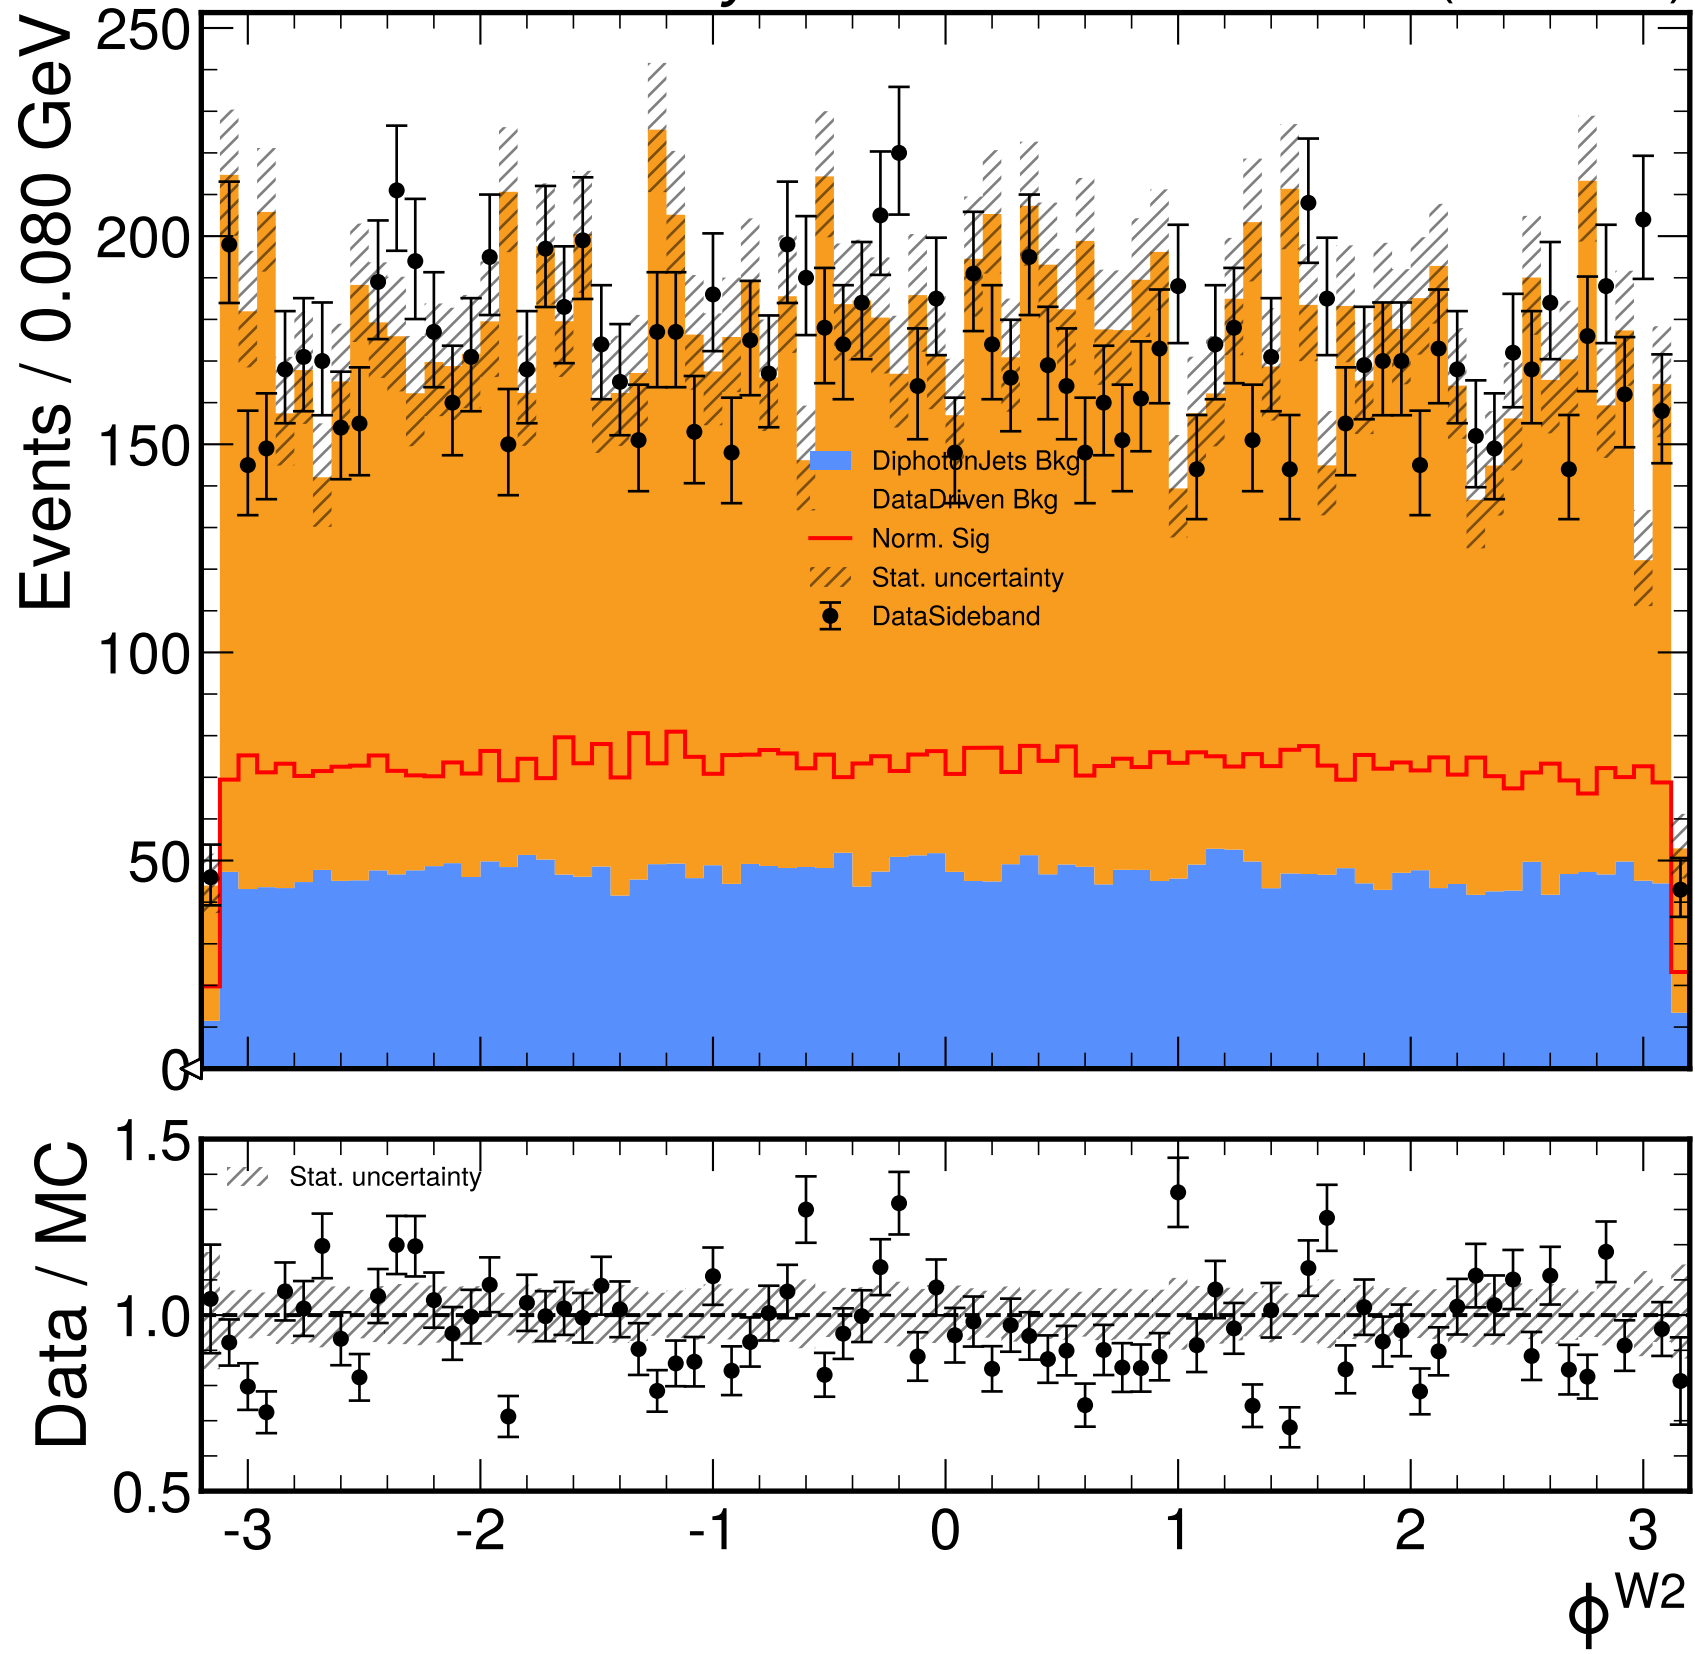 Events / 0.080 GeV
250
200
150
100
50
0
DiphotonJets Bkg
DataDriven Bkg
Norm. Sig
Stat. uncertainty
DataSideband
Data / MC
1.5
1.0
0.5
Stat. uncertainty
-3 -2 -1 0 1 2 3
ϕ^W2